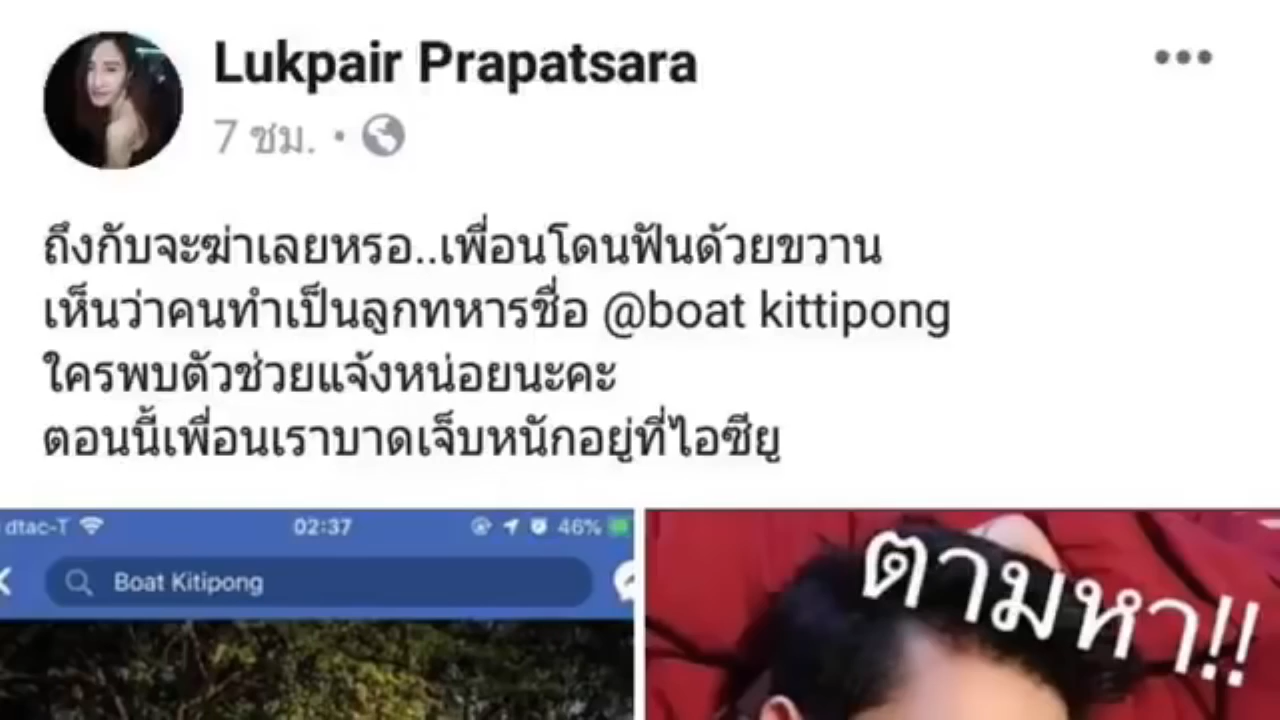 Lukpair Prapatsara
7 ชม.
ถึงกับจะฆ่าเลยหรอ..เพื่อนโดนฟันด้วยขวาน
เห็นว่าคนทำเป็นลูกทหารชื่อ @boat kittipong
ใครพบตัวช่วยแจ้งหน่อยนะคะ
ตอนนี้เพื่อนเราบาดเจ็บหนักอยู่ที่ไอซียู
dtac-T 02:37 46%
Boat Kitipong
ตามหา!!